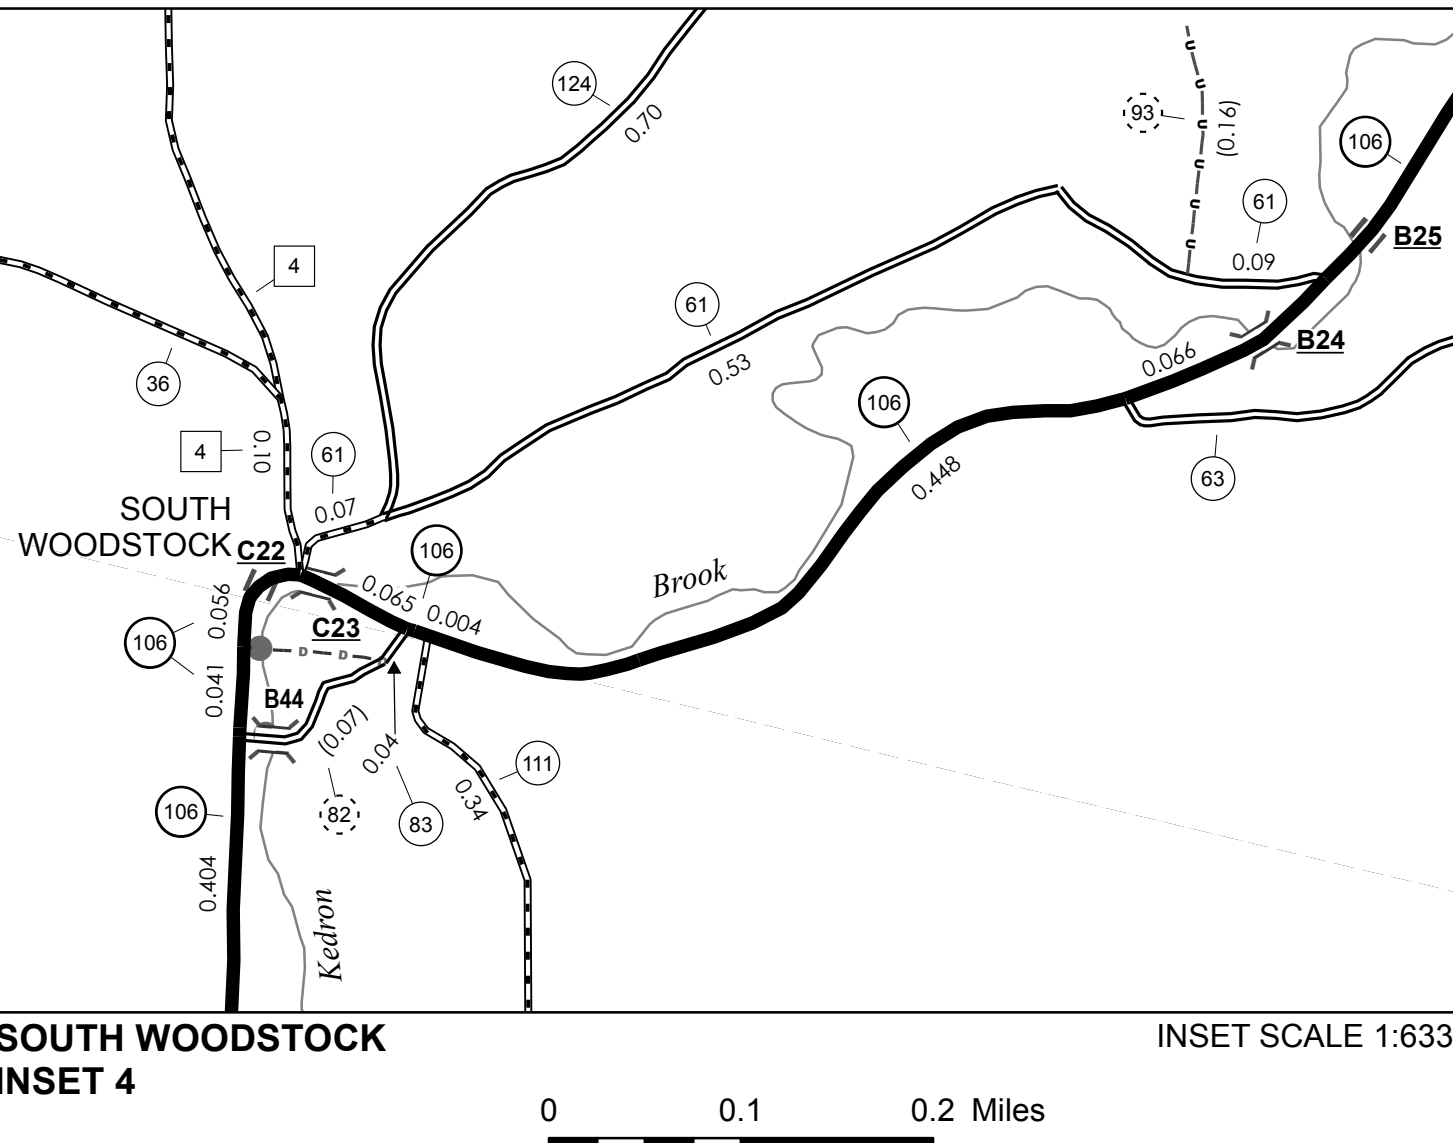 124
0.70
93
(0.16)
106
61
0.09
B25
4
61
0.53
B24
0.066
36
106
0.448
63
4
0.10
61
0.07
SOUTH
WOODSTOCK
C22
106
0.065
0.004
Brook
0.056
C23
106
0.041
D D
B44
(0.07)
0.04
82
83
111
0.34
106
0.404
Kedron
U
U
U
U
U
U
SOUTH WOODSTOCK
INSET 4
INSET SCALE 1:633
0 0.1 0.2 Miles